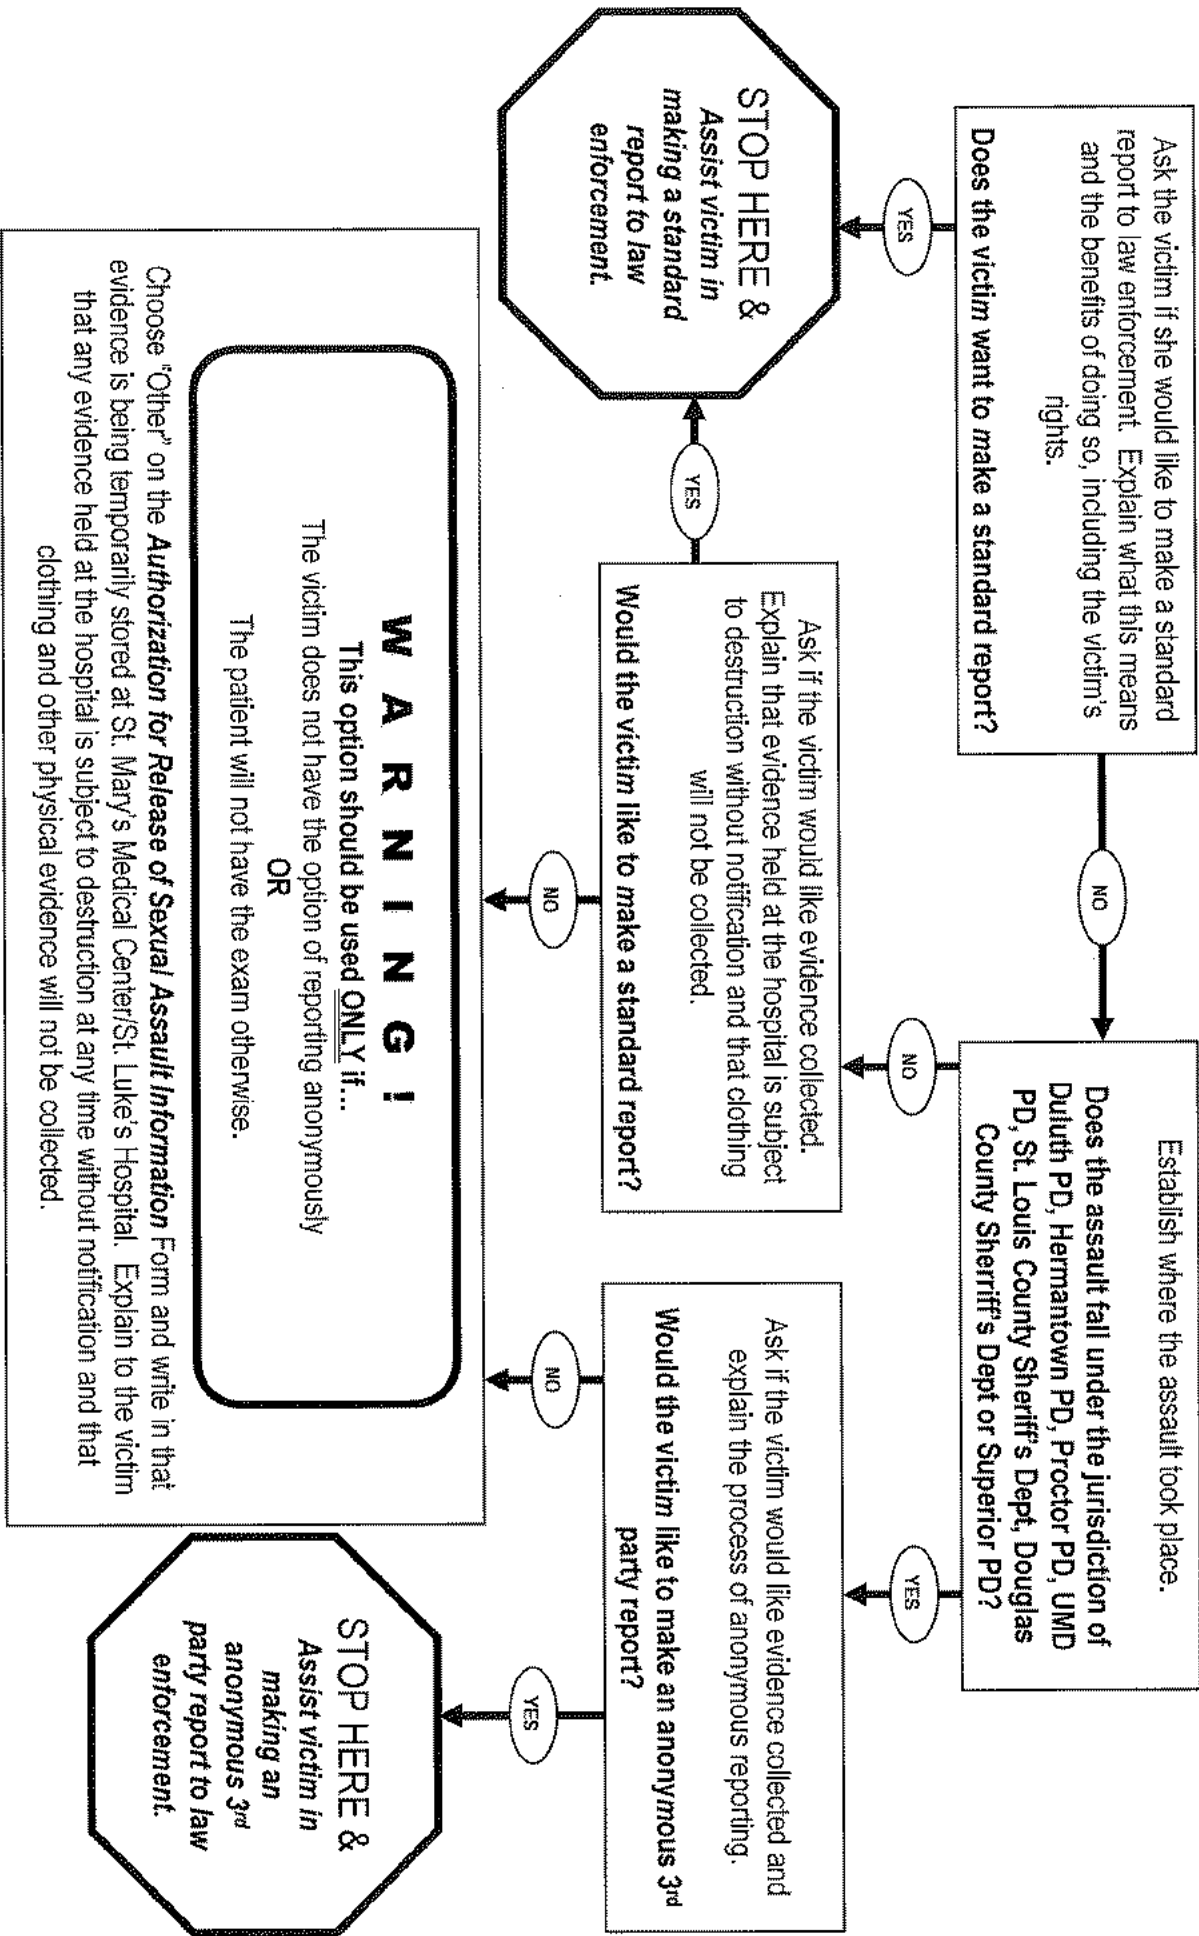 Ask the victim if she would like to make a standard
report to law enforcement. Explain what this means
and the benefits of doing so, including the victim's
rights.
Does the victim want to make a standard report?
NO
Establish where the assault took place.
Does the assault fall under the jurisdiction of
Duluth PD, Hermantown PD, Proctor PD, UMD
PD, St. Louis County Sheriff's Dept, Douglas
County Sherriff's Dept or Superior PD?
YES
NO
YES
STOP HERE &
Assist victim in
making a standard
report to law
enforcement.
YES
Ask if the victim would like evidence collected.
Explain that evidence held at the hospital is subject
to destruction without notification and that clothing
will not be collected.
Would the victim like to make a standard report?
Ask if the victim would like evidence collected and
explain the process of anonymous reporting.
Would the victim like to make an anonymous 3rd
party report?
NO
NO
YES
WARNING!
This option should be used ONLY if...
The victim does not have the option of reporting anonymously
OR
The patient will not have the exam otherwise.
Choose "Other" on the Authorization for Release of Sexual Assault Information Form and write in that
evidence is being temporarily stored at St. Mary's Medical Center/St. Luke's Hospital. Explain to the victim
that any evidence held at the hospital is subject to destruction at any time without notification and that
clothing and other physical evidence will not be collected.
STOP HERE &
Assist victim in
making an
anonymous 3rd
party report to law
enforcement.